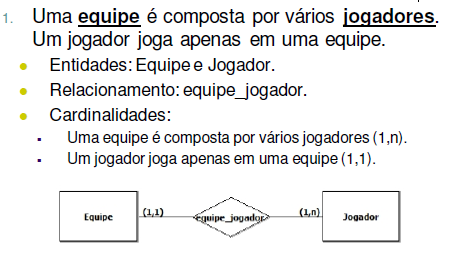 1. Uma equipe é composta por vários jogadores.
Um jogador joga apenas em uma equipe.
Entidades: Equipe e Jogador.
Relacionamento: equipe_jogador.
Cardinalidades:
Uma equipe é composta por vários jogadores (1,n).
Um jogador joga apenas em uma equipe (1,1).
Equipe (1,1) equipe_jogador (1,n) Jogador